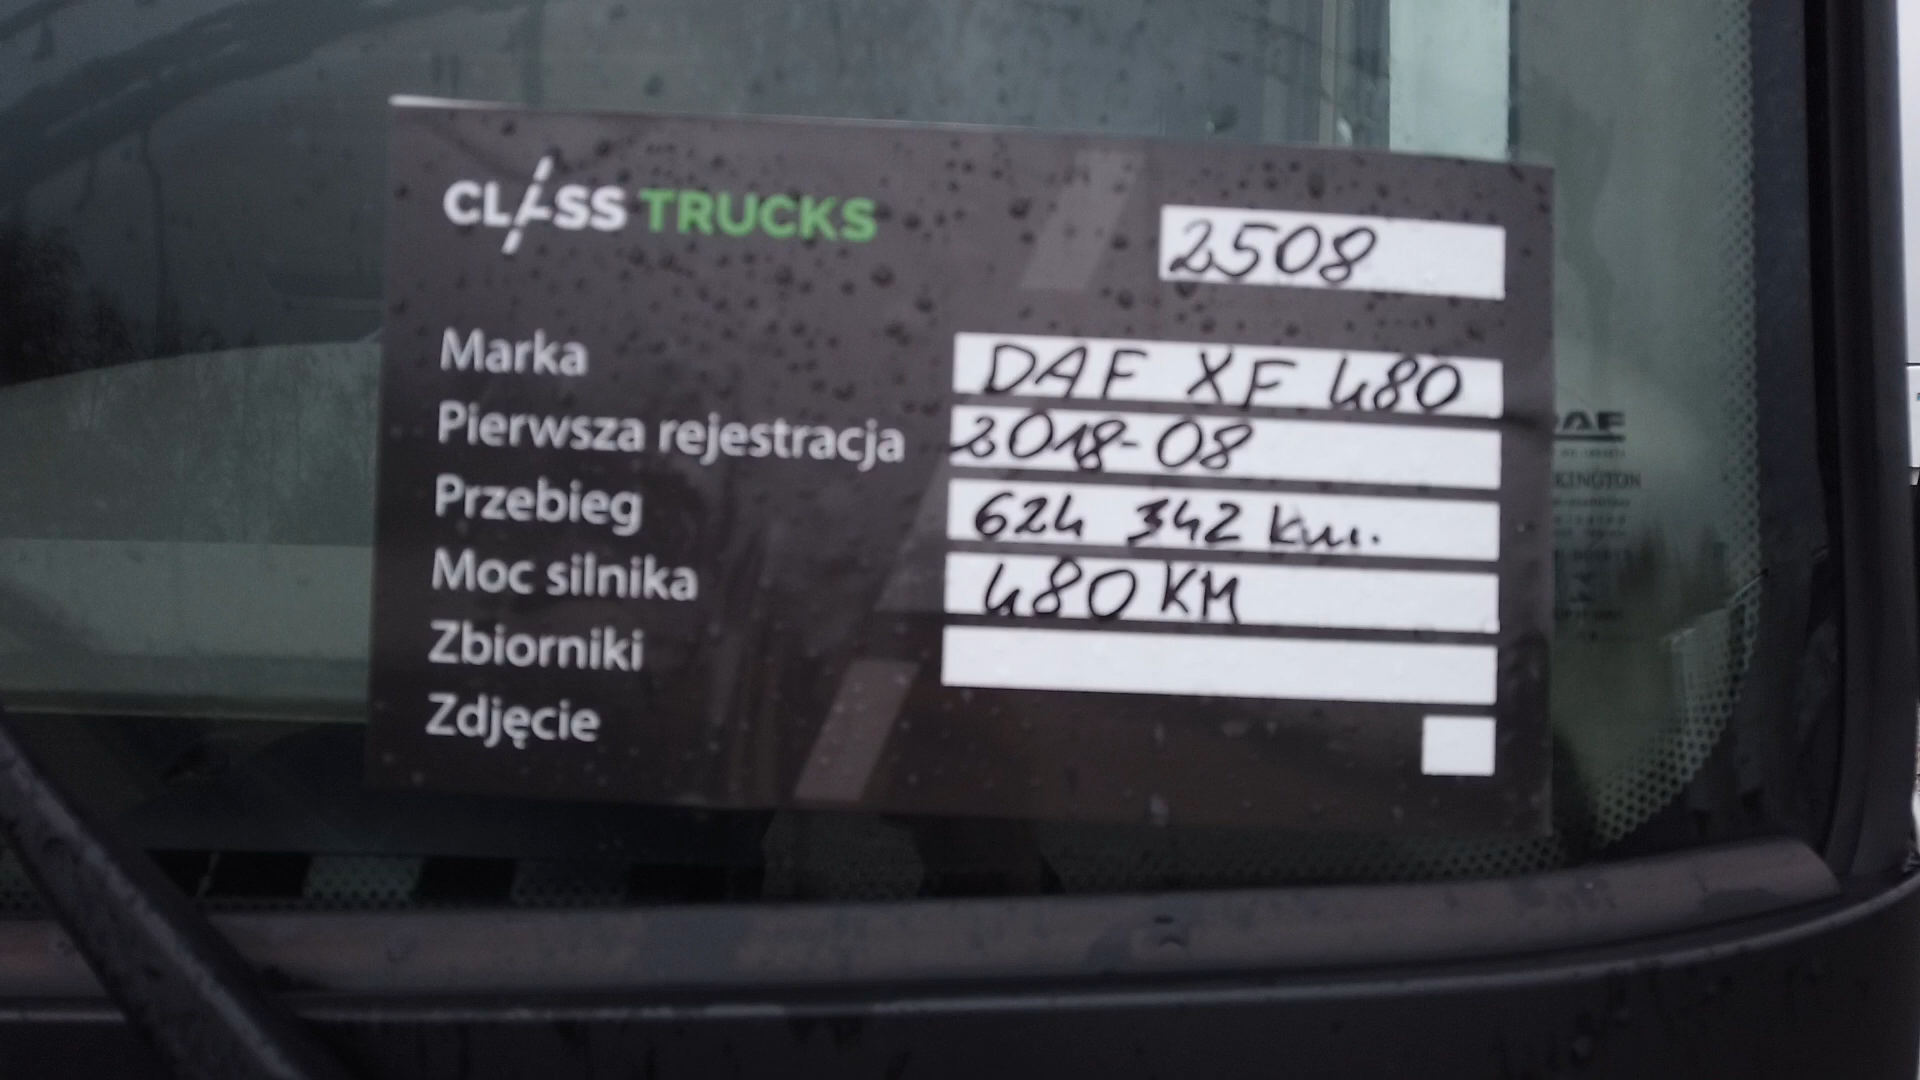 CLASS TRUCKS 2508
Marka DAF XF 480
Pierwsza rejestracja 2018-08
Przebieg 624 342 km.
Moc silnika 480 KM
Zbiorniki
Zdjęcie
DAF